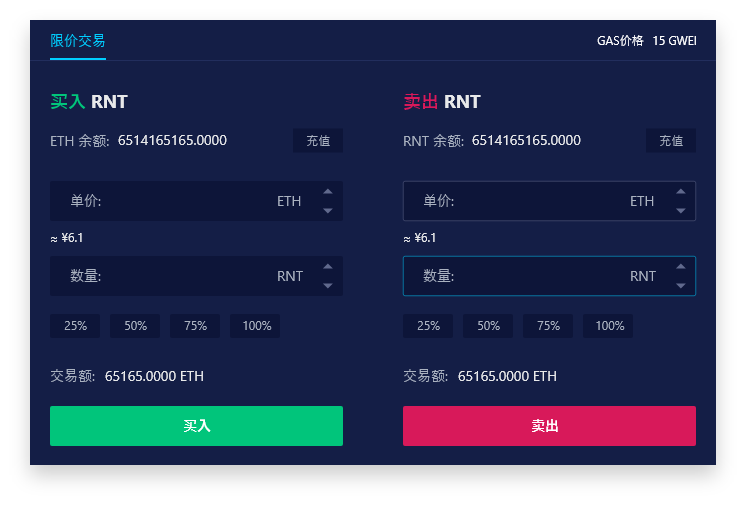 限价交易
GAS价格 15 GWEI
买入 RNT
ETH 余额: 6514165165.0000 充值
单价: ETH
≈ ¥6.1
数量: RNT
25% 50% 75% 100%
交易额: 65165.0000 ETH
买入
卖出 RNT
RNT 余额: 6514165165.0000 充值
单价: ETH
≈ ¥6.1
数量: RNT
25% 50% 75% 100%
交易额: 65165.0000 ETH
卖出